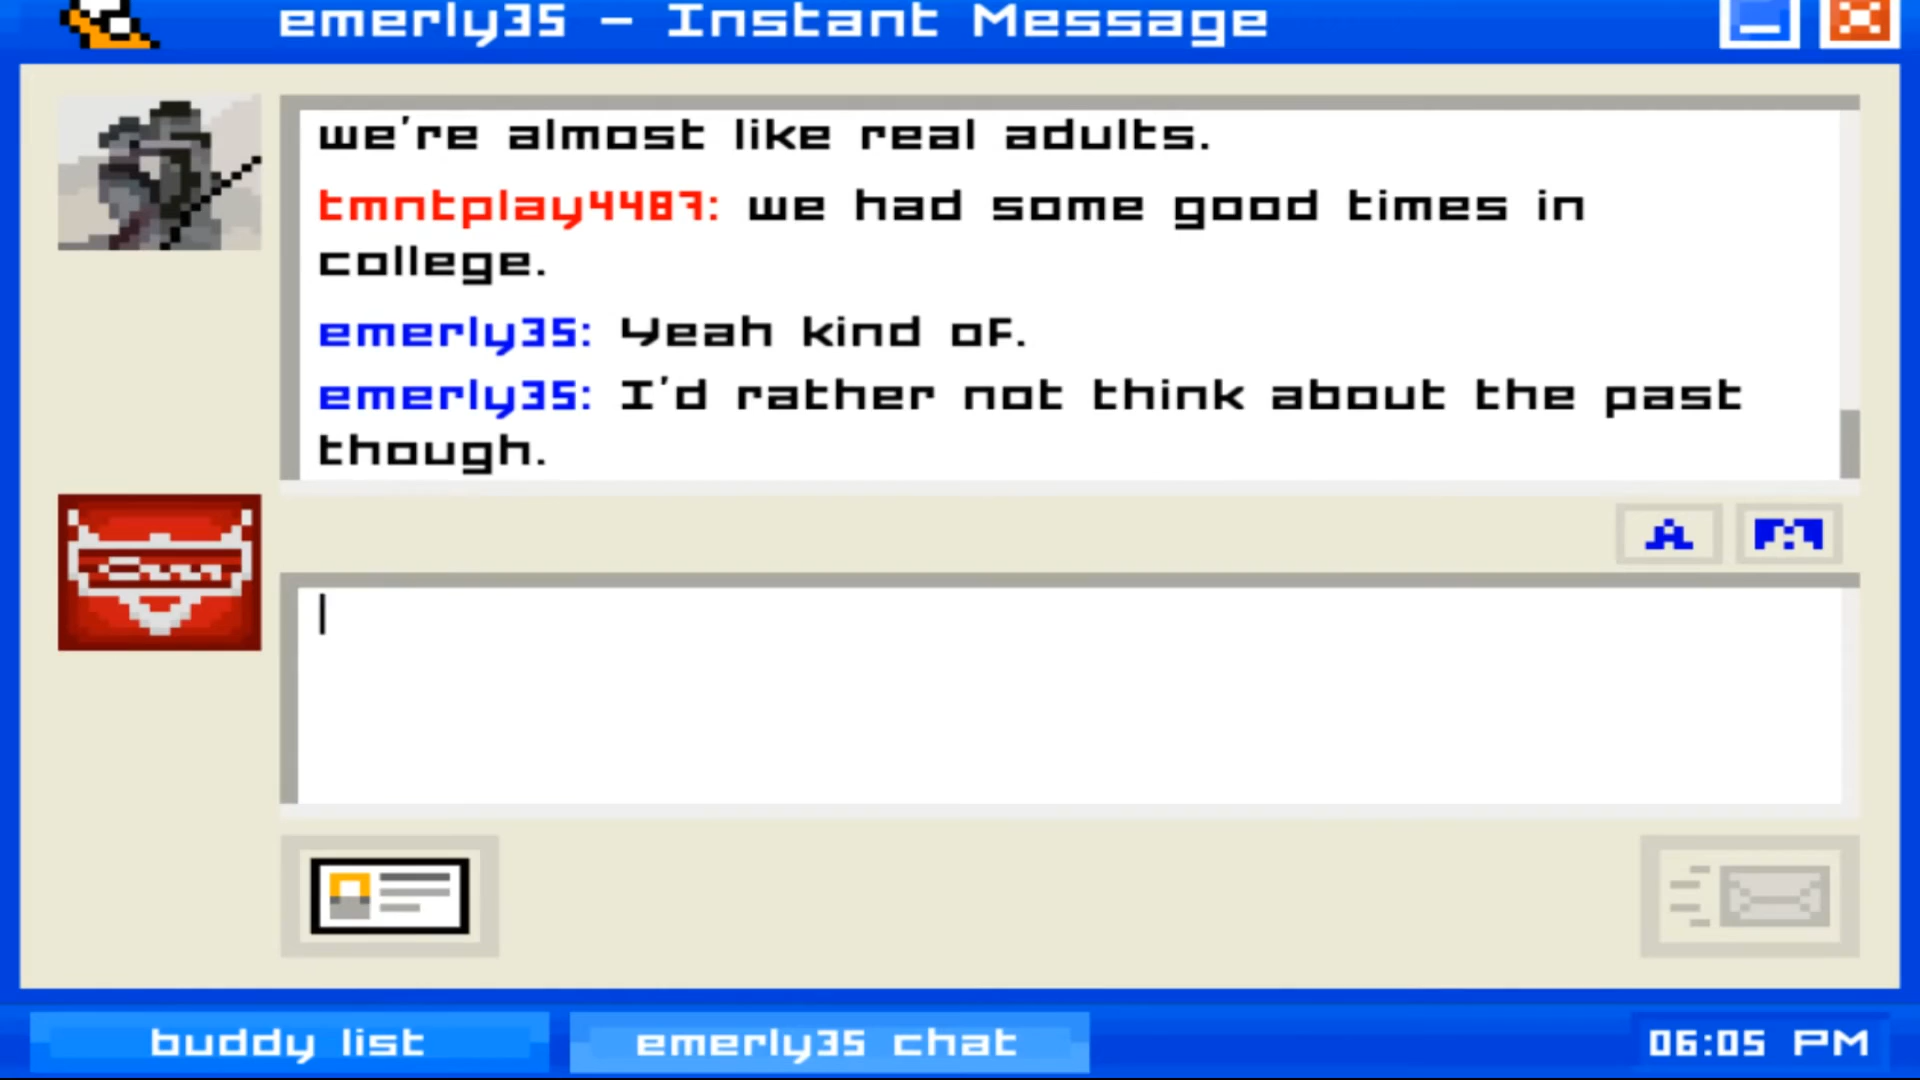 emerly35 - Instant Message
we're almost like real adults.
tmntplay4487: we had some good times in
college.
emerly35: Yeah kind of.
emerly35: I'd rather not think about the past
though.
A
buddy list
emerly35 chat
06:05 PM